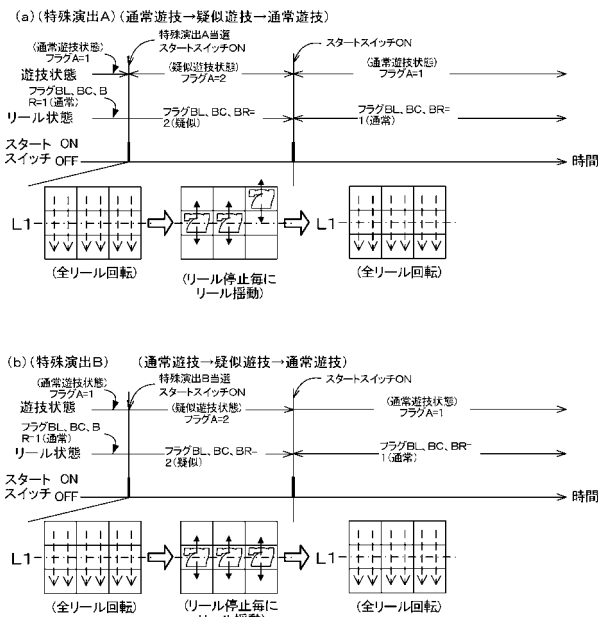 (a)(特殊演出A)(通常遊技→疑似遊技→通常遊技)
特殊演出A当選
スタートスイッチON
スタートスイッチON
(通常遊技状態)
フラグA=1
(疑似遊技状態)
フラグA=2
(通常遊技状態)
フラグA=1
遊技状態
フラグBL、BC、B
R=1(通常)
フラグBL、BC、BR=
2(疑似)
フラグBL、BC、BR=
1(通常)
リール状態
スタート ON
スイッチ OFF
時間
L1
L1
(全リール回転)
(リール停止毎に
リール揺動)
(全リール回転)
(b)(特殊演出B) (通常遊技→疑似遊技→通常遊技)
特殊演出B当選
スタートスイッチON
スタートスイッチON
(通常遊技状態)
フラグA=1
(疑似遊技状態)
フラグA=2
(通常遊技状態)
フラグA=1
遊技状態
フラグBL、BC、B
R=1(通常)
フラグBL、BC、BR=
2(疑似)
フラグBL、BC、BR=
1(通常)
リール状態
スタート ON
スイッチ OFF
時間
L1
L1
(全リール回転)
(リール停止毎に
(全リール回転)